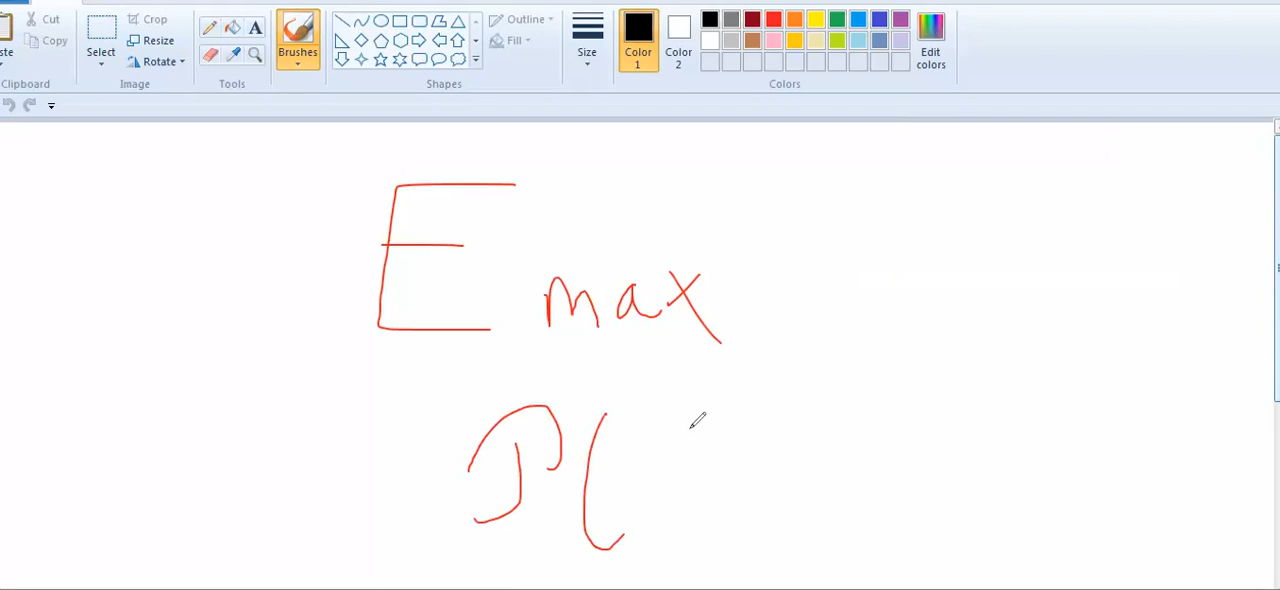 Cut
Crop
Outline
ste
Copy
Select
Resize
Rotate
A
Brushes
Fill
Size
Color
1
Color
2
Edit
colors
Clipboard
Image
Tools
Shapes
Colors
E max
P(